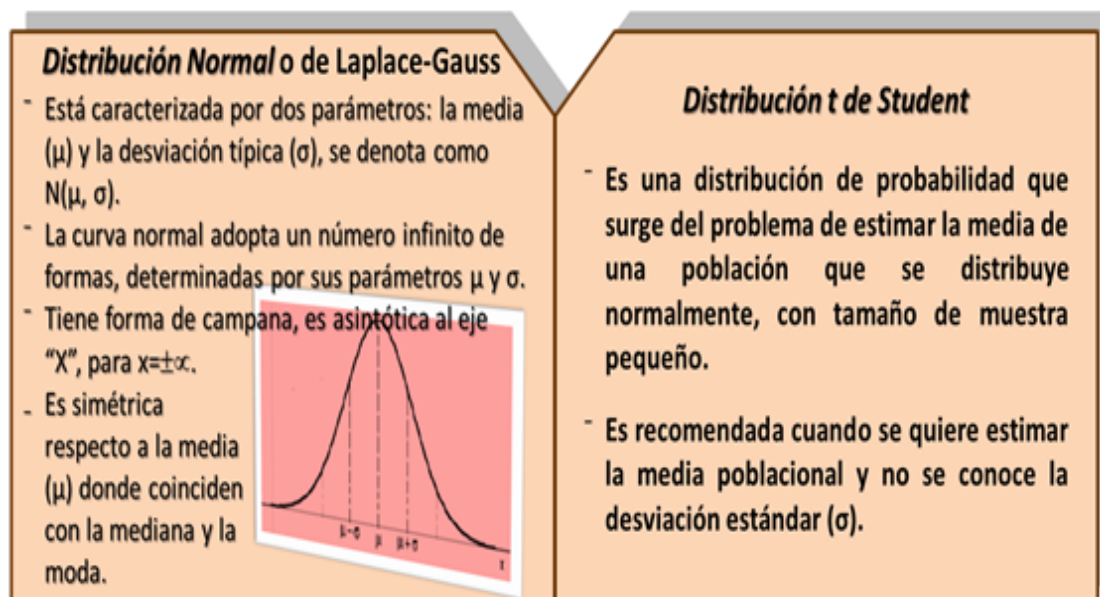 Distribución Normal o de Laplace-Gauss
- Está caracterizada por dos parámetros: la media
(μ) y la desviación típica (σ), se denota como
N(μ, σ).
- La curva normal adopta un número infinito de
formas, determinadas por sus parámetros μ y σ.
- Tiene forma de campana, es asintótica al eje
“X”, para x=±∝.
- Es simétrica
respecto a la media
(μ) donde coinciden
con la mediana y la
moda.
μ-σ μ μ+σ
x
Distribución t de Student
- Es una distribución de probabilidad que
surge del problema de estimar la media de
una población que se distribuye
normalmente, con tamaño de muestra
pequeño.
- Es recomendada cuando se quiere estimar
la media poblacional y no se conoce la
desviación estándar (σ).